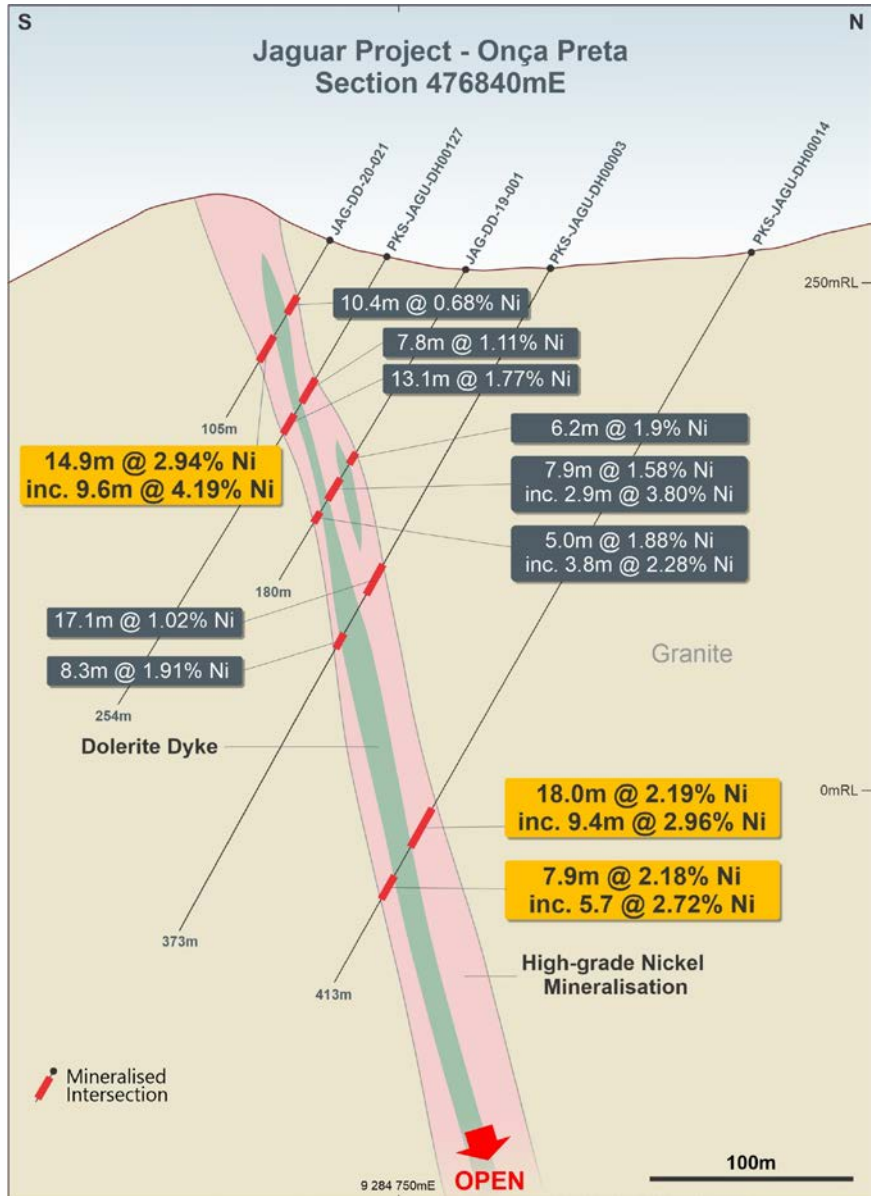 S
N
Jaguar Project - Onça Preta
Section 476840mE
JAG-DD-20-021
PKS-JAGU-DH00127
JAG-DD-19-001
PKS-JAGU-DH00003
PKS-JAGU-DH00014
250mRL
10.4m @ 0.68% Ni
7.8m @ 1.11% Ni
13.1m @ 1.77% Ni
105m
6.2m @ 1.9% Ni
14.9m @ 2.94% Ni
inc. 9.6m @ 4.19% Ni
7.9m @ 1.58% Ni
inc. 2.9m @ 3.80% Ni
5.0m @ 1.88% Ni
inc. 3.8m @ 2.28% Ni
180m
17.1m @ 1.02% Ni
Granite
8.3m @ 1.91% Ni
254m
Dolerite Dyke
0mRL
18.0m @ 2.19% Ni
inc. 9.4m @ 2.96% Ni
7.9m @ 2.18% Ni
inc. 5.7 @ 2.72% Ni
373m
High-grade Nickel
Mineralisation
413m
Mineralised
Intersection
OPEN
100m
9 284 750mE